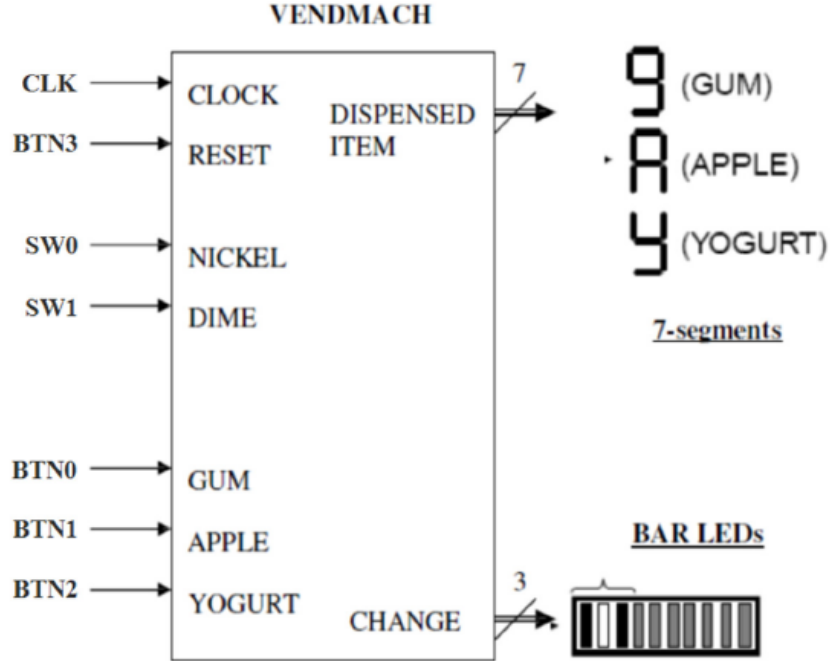 VENDMACH
CLK
CLOCK
7
DISPENSED
ITEM
BTN3
RESET
9 (GUM)
A (APPLE)
y (YOGURT)
7-segments
SW0
NICKEL
SW1
DIME
BTN0
GUM
BTN1
APPLE
BTN2
YOGURT
3
CHANGE
BAR LEDs